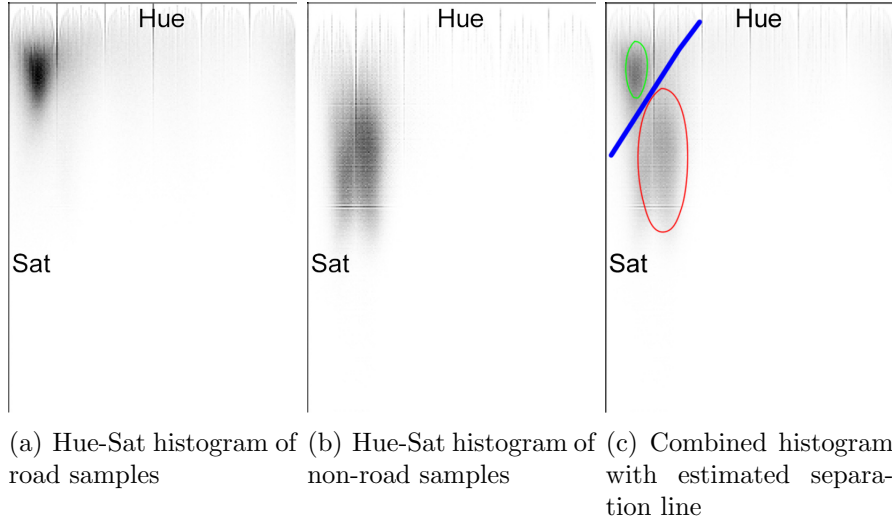 Hue
Sat
Hue
Sat
Hue
Sat
(a) Hue-Sat histogram of
road samples
(b) Hue-Sat histogram of
non-road samples
(c) Combined histogram
with estimated separa-
tion line